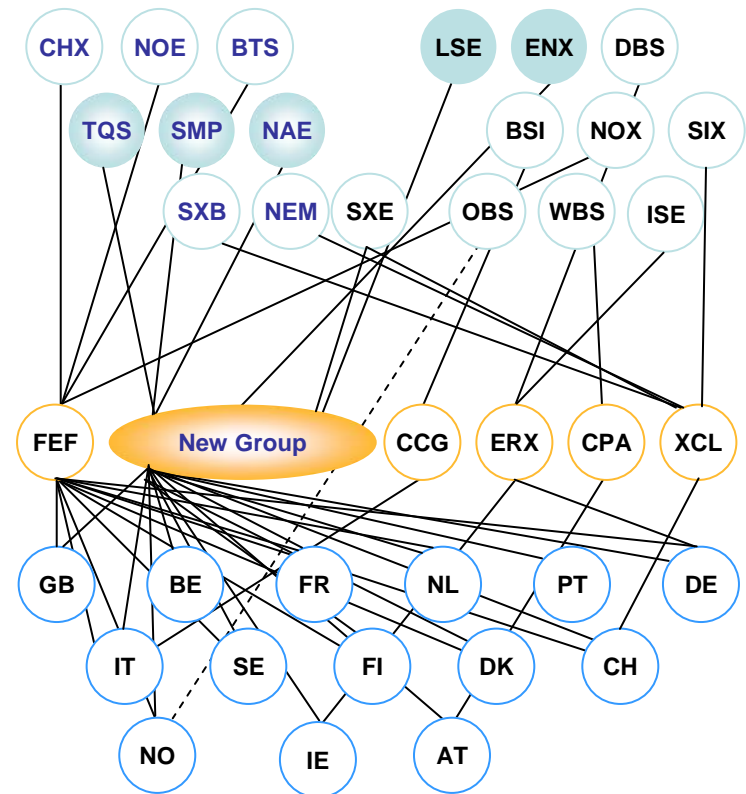 CHX NOE BTS LSE ENX DBS
TQS SMP NAE BSI NOX SIX
SXB NEM SXE OBS WBS ISE
FEF New Group CCG ERX CPA XCL
GB BE FR NL PT DE
IT SE FI DK CH
NO IE AT